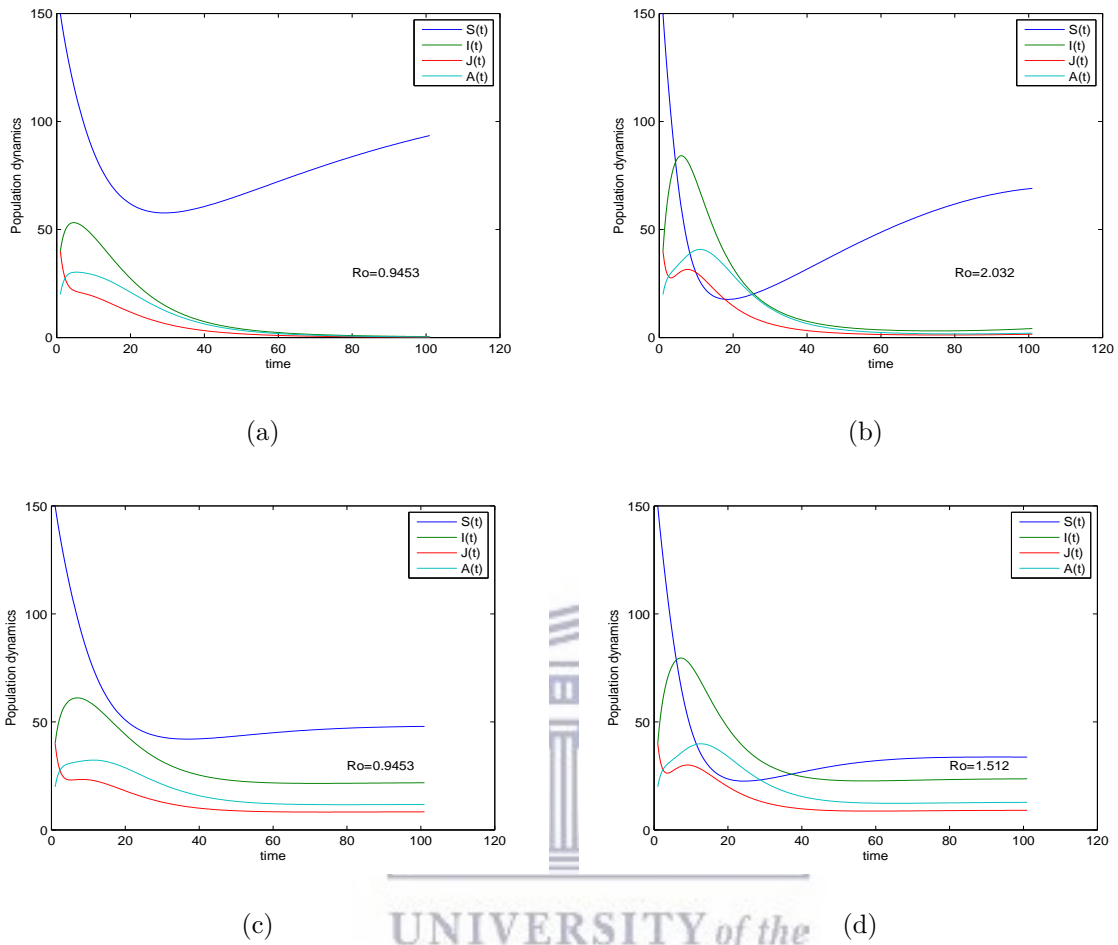 150
100
50
0
0
20
40
60
80
100
120
Population dynamics
time
S(t)
I(t)
J(t)
A(t)
Ro=0.9453
(a)
150
100
50
0
0
20
40
60
80
100
120
Population dynamics
time
S(t)
I(t)
J(t)
A(t)
Ro=2.032
(b)
150
100
50
0
0
20
40
60
80
100
120
Population dynamics
time
S(t)
I(t)
J(t)
A(t)
Ro=0.9453
(c)
150
100
50
0
0
20
40
60
80
100
120
Population dynamics
time
S(t)
I(t)
J(t)
A(t)
Ro=1.512
(d)
UNIVERSITY of the